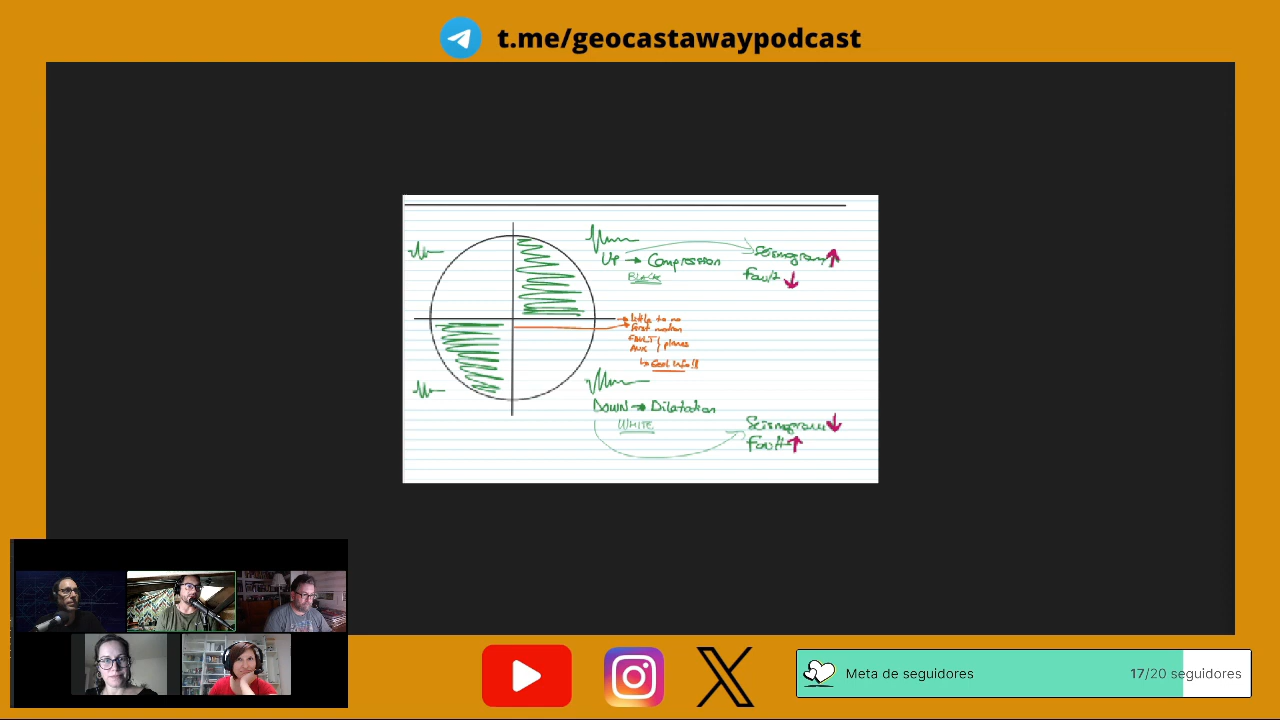 t.me/geocastawaypodcast
UP → Compression
BLACK
Seismogram ↑
Fault ↓
little to no
first motion
FAULT
AUX } planes
↳ Geol info!!
DOWN → Dilatation
WHITE
Seismogram ↓
Fault ↑
Meta de seguidores
17/20 seguidores